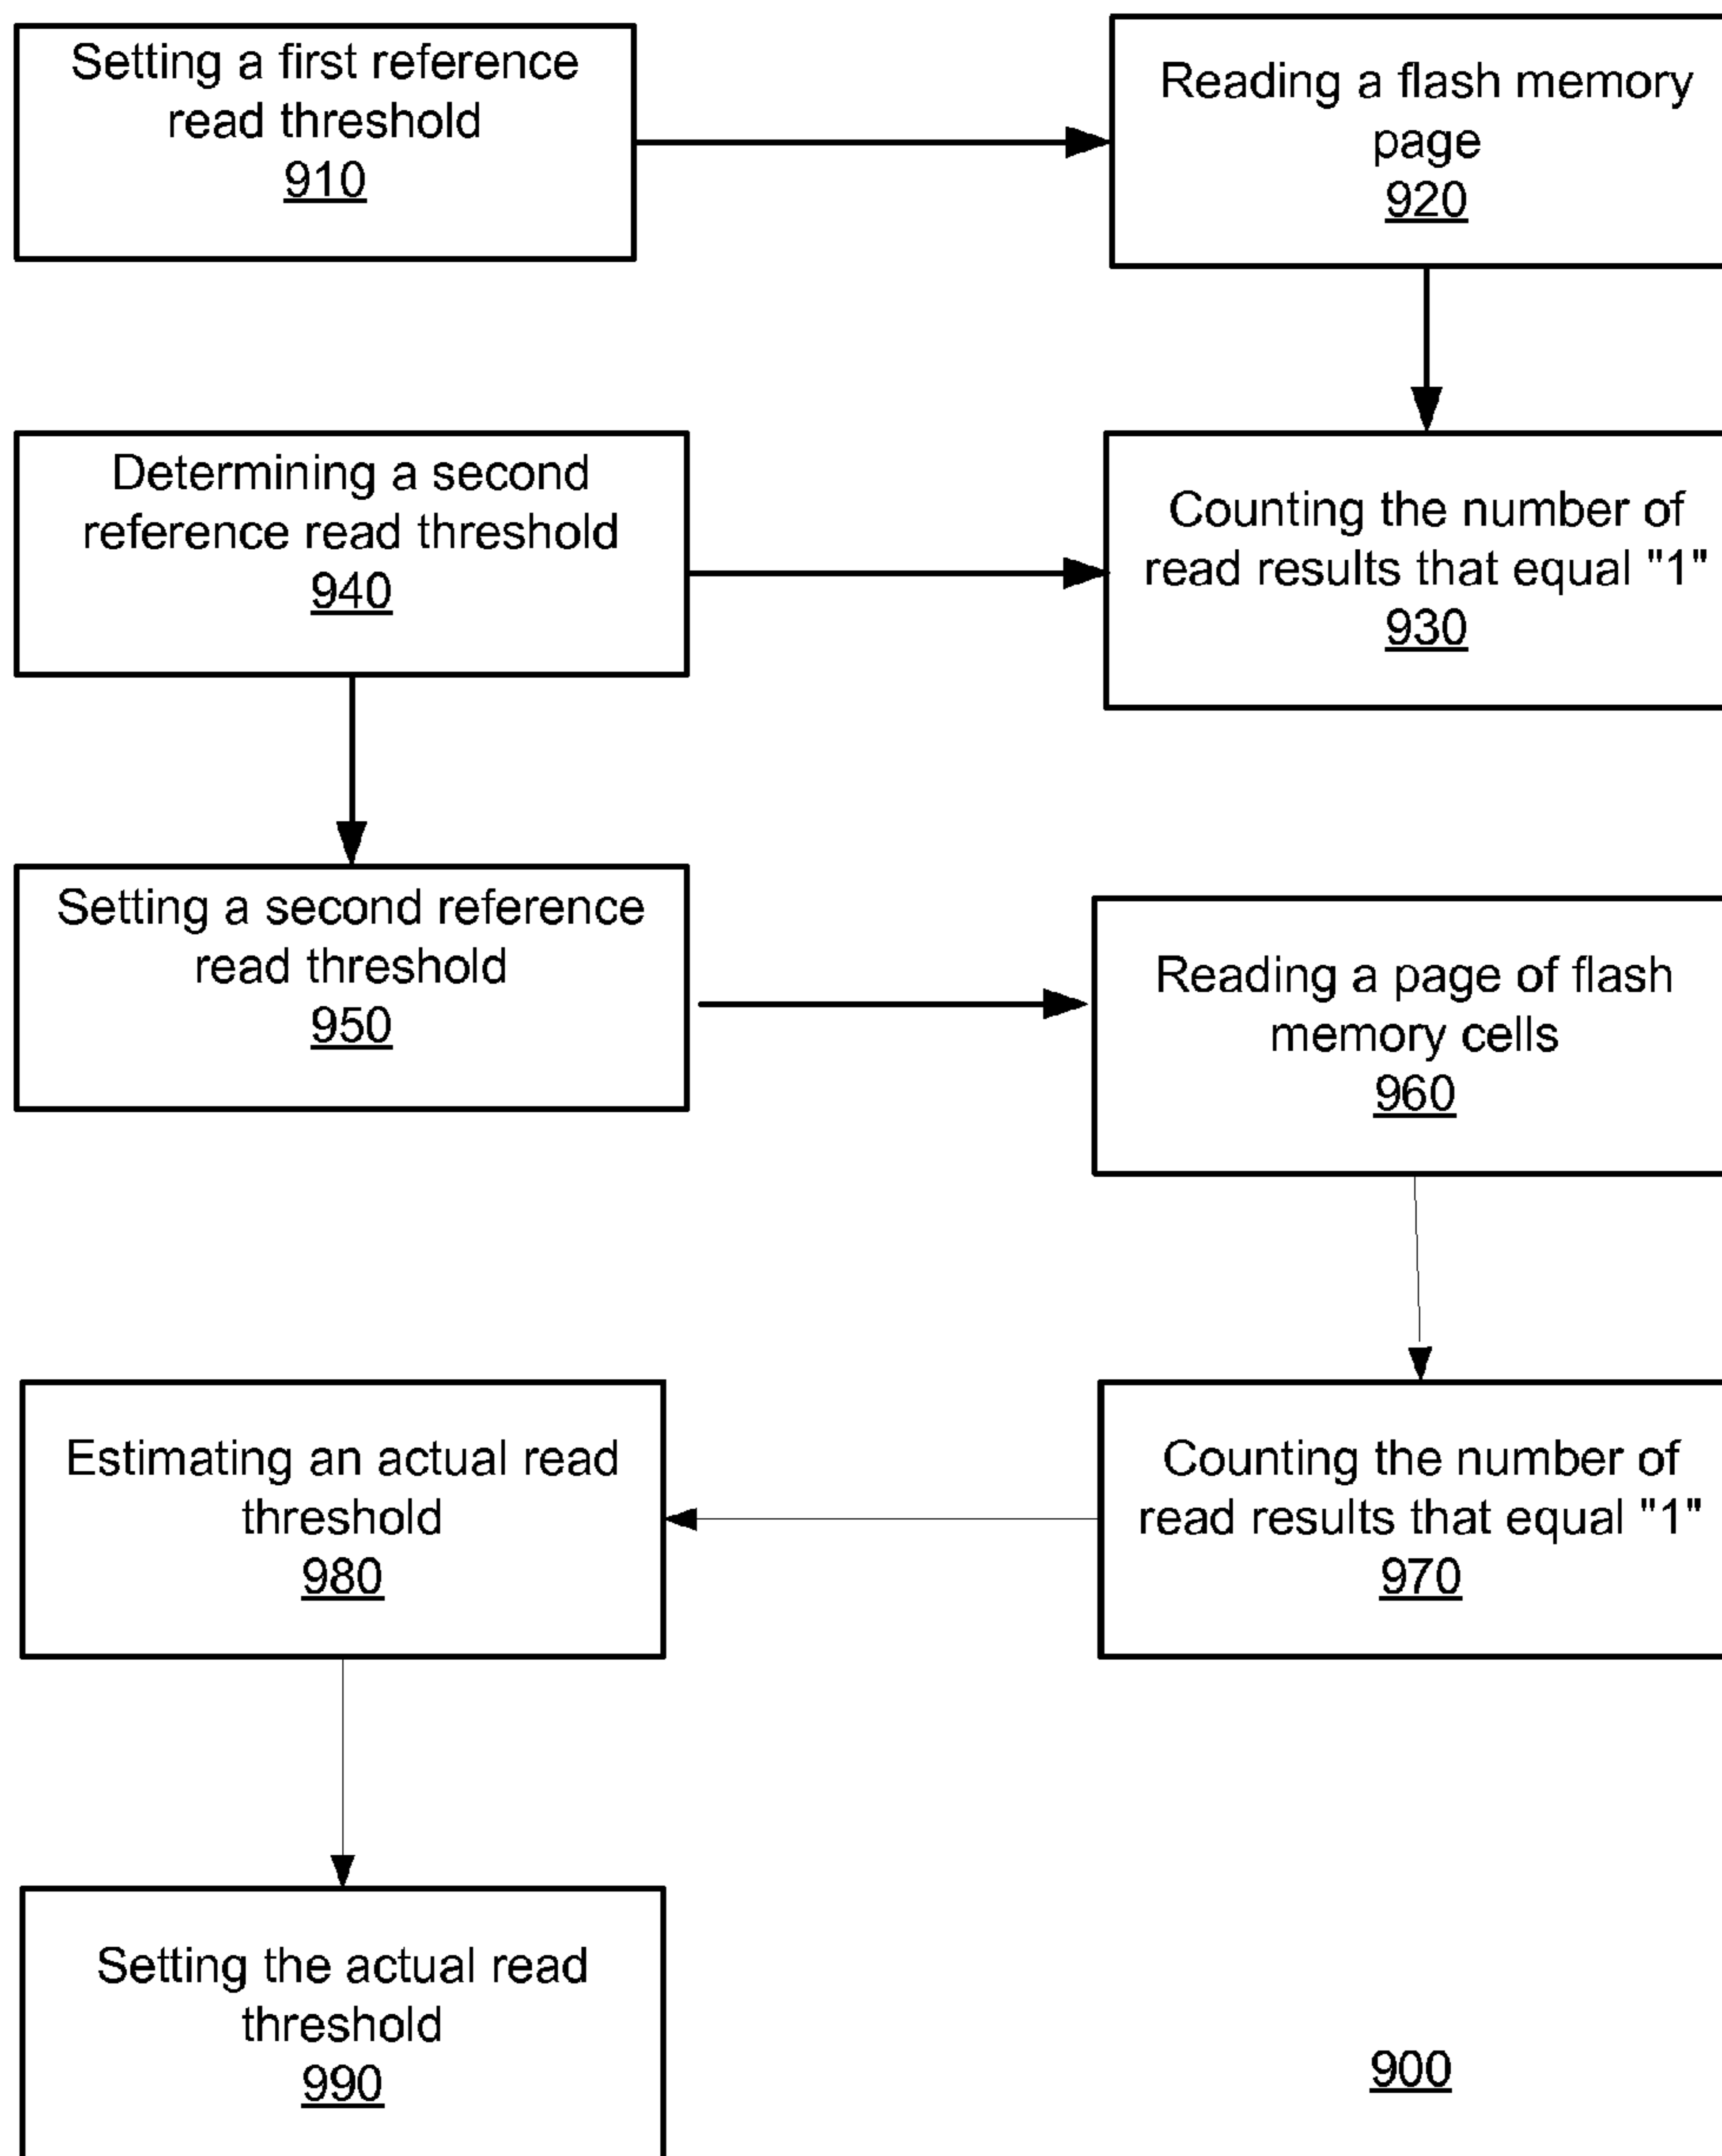 Setting a first reference
read threshold
910
Reading a flash memory
page
920
Determining a second
reference read threshold
940
Counting the number of
read results that equal "1"
930
Setting a second reference
read threshold
950
Reading a page of flash
memory cells
960
Estimating an actual read
threshold
980
Counting the number of
read results that equal "1"
970
Setting the actual read
threshold
990
900